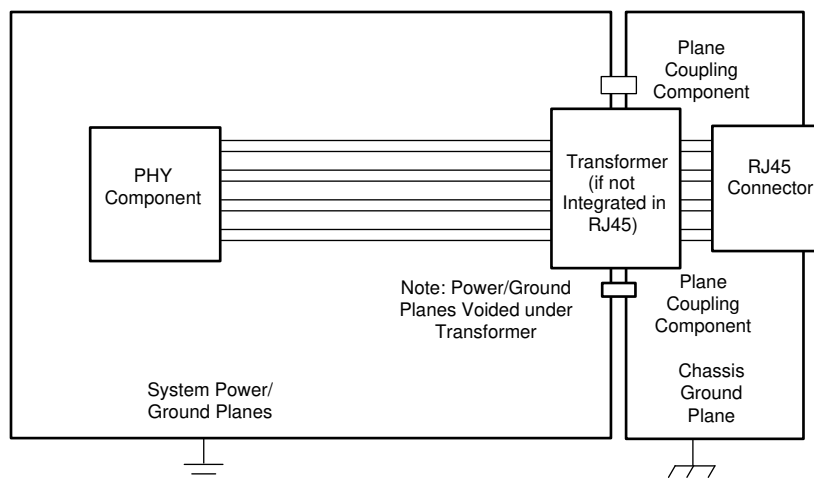 Plane
Coupling
Component
PHY
Component
Transformer
(if not
Integrated in
RJ45)
RJ45
Connector
Note: Power/Ground
Planes Voided under
Transformer
Plane
Coupling
Component
System Power/
Ground Planes
Chassis
Ground
Plane